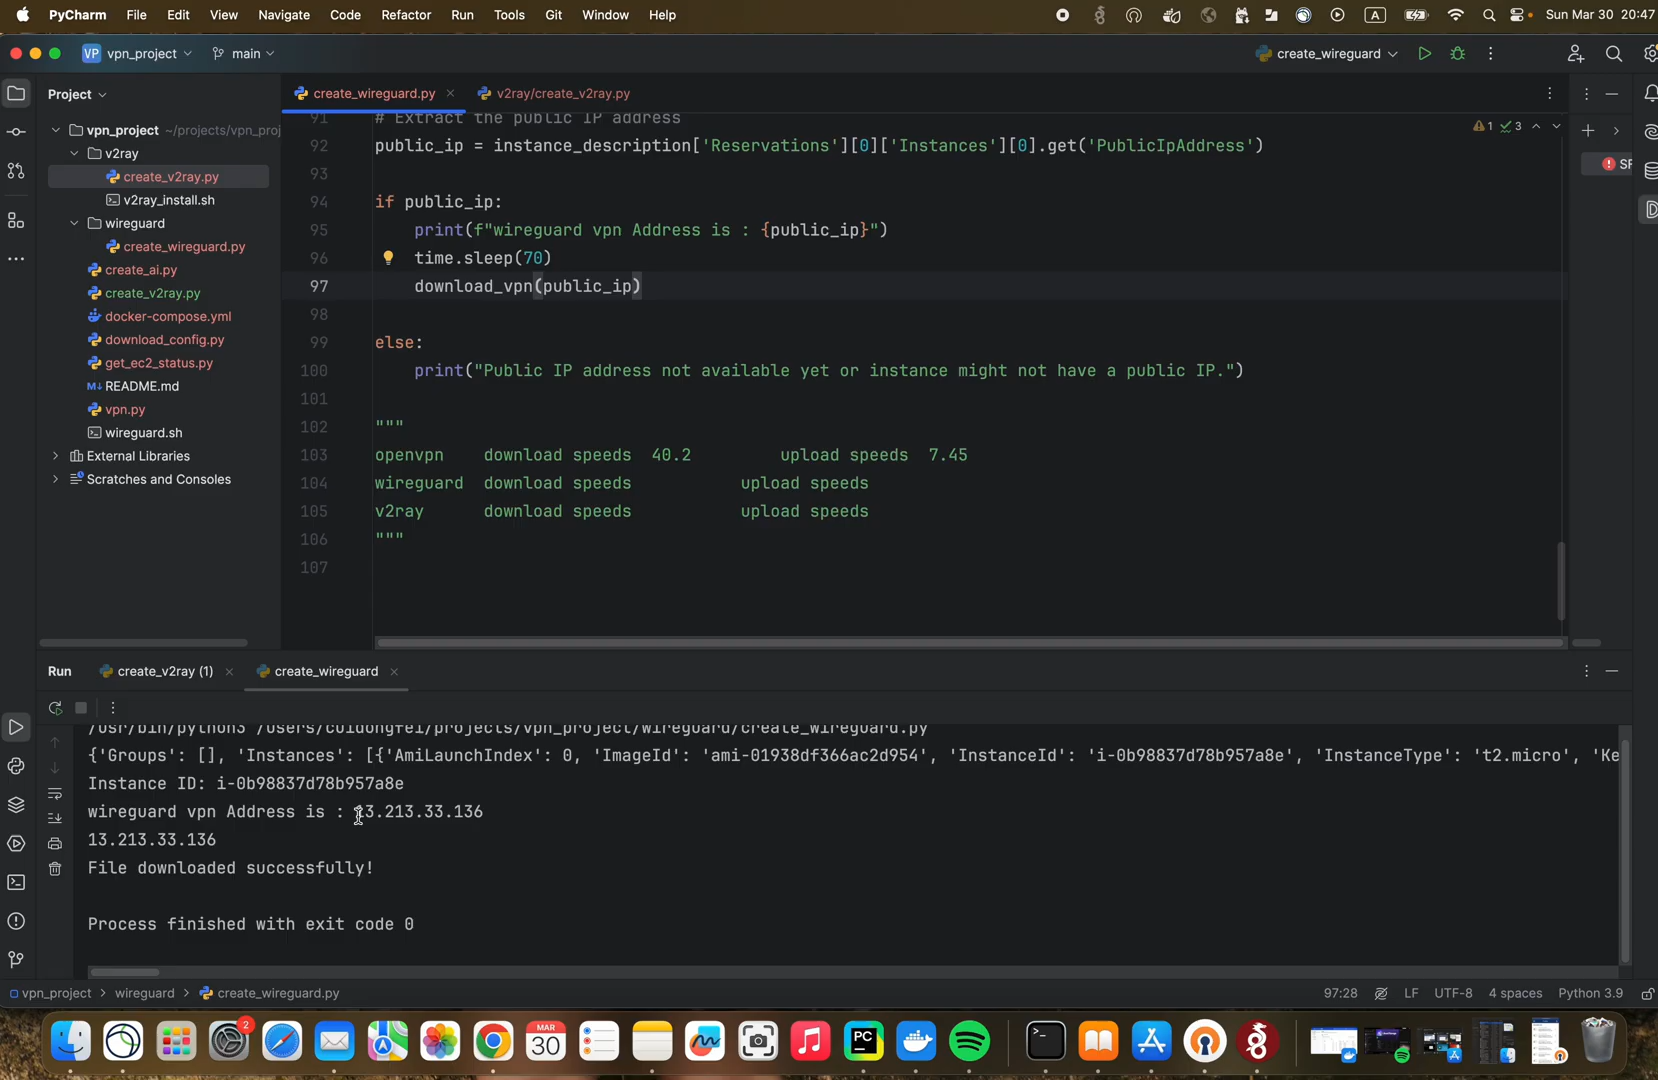 PyCharm File Edit View Navigate Code Refactor Run Tools Git Window Help A Sun Mar 30 20:47
VP vpn_project main create_wireguard
Project
create_wireguard.py
v2ray/create_v2ray.py
vpn_project ~/projects/vpn_proj
v2ray
create_v2ray.py
v2ray_install.sh
wireguard
create_wireguard.py
create_ai.py
create_v2ray.py
docker-compose.yml
download_config.py
get_ec2_status.py
README.md
vpn.py
wireguard.sh
External Libraries
Scratches and Consoles
1 3
91 # Extract the public IP address
92 public_ip = instance_description['Reservations'][0]['Instances'][0].get('PublicIpAddress')
93
94 if public_ip:
95 print(f"wireguard vpn Address is : {public_ip}")
96 time.sleep(70)
97 download_vpn(public_ip)
98
99 else:
100 print("Public IP address not available yet or instance might not have a public IP.")
101
102 """
103 openvpn download speeds 40.2 upload speeds 7.45
104 wireguard download speeds upload speeds
105 v2ray download speeds upload speeds
106 """
107
Run create_v2ray (1) create_wireguard
/usr/bin/python3 /Users/cuidongfei/projects/vpn_project/wireguard/create_wireguard.py
{'Groups': [], 'Instances': [{'AmiLaunchIndex': 0, 'ImageId': 'ami-01938df366ac2d954', 'InstanceId': 'i-0b98837d78b957a8e', 'InstanceType': 't2.micro', 'Ke
Instance ID: i-0b98837d78b957a8e
wireguard vpn Address is : 13.213.33.136
13.213.33.136
File downloaded successfully!
Process finished with exit code 0
vpn_project > wireguard > create_wireguard.py
97:28 LF UTF-8 4 spaces Python 3.9
2
MAR
30
PC